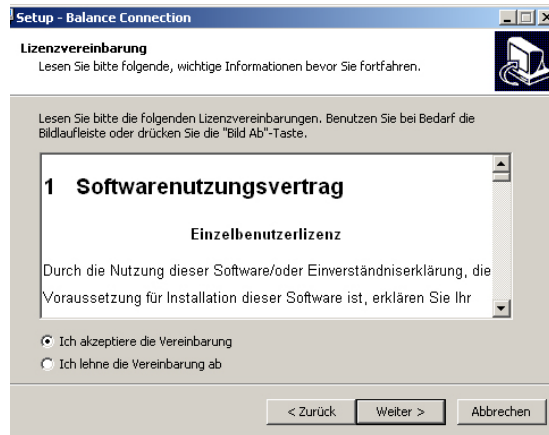 Setup - Balance Connection
Lizenzvereinbarung
Lesen Sie bitte folgende, wichtige Informationen bevor Sie fortfahren.
Lesen Sie bitte die folgenden Lizenzvereinbarungen. Benutzen Sie bei Bedarf die
Bildlaufleiste oder drücken Sie die "Bild Ab"-Taste.
1 Softwarenutzungsvertrag
Einzelbenutzerlizenz
Durch die Nutzung dieser Software/oder Einverständniserklärung, die
Voraussetzung für Installation dieser Software ist, erklären Sie Ihr
Ich akzeptiere die Vereinbarung
Ich lehne die Vereinbarung ab
< Zurück Weiter > Abbrechen